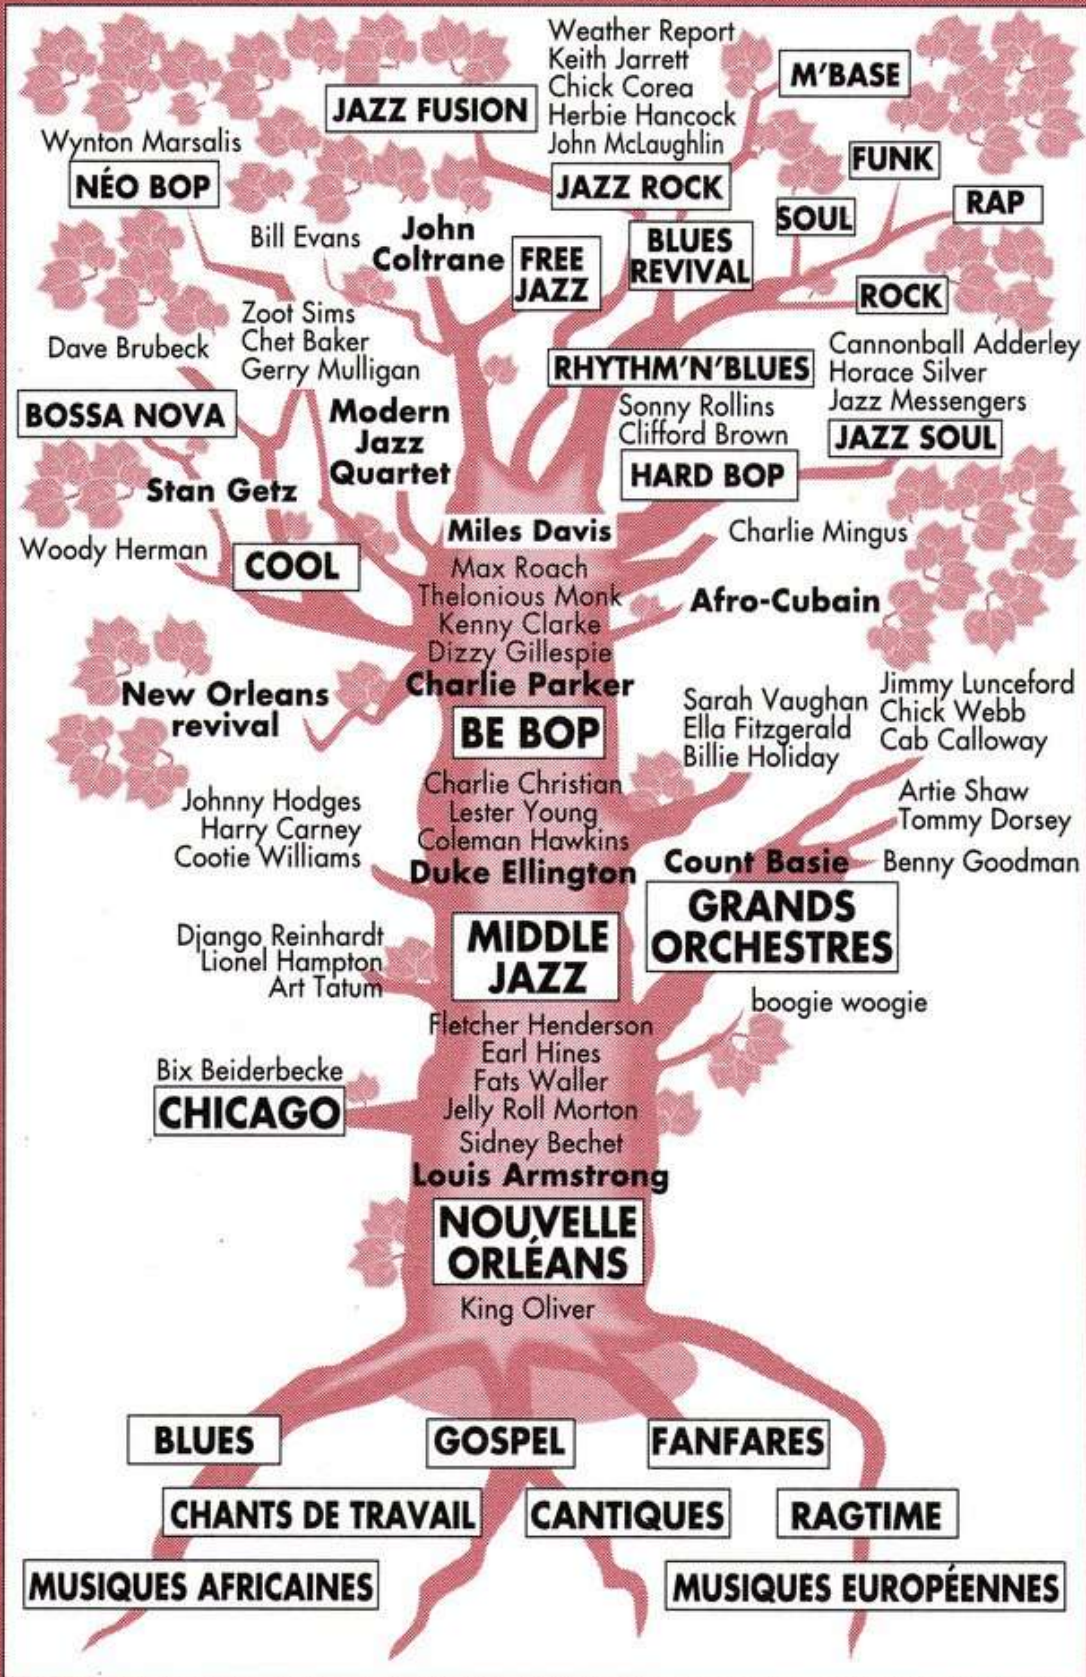 Weather Report
Keith Jarrett
Chick Corea
Herbie Hancock
John McLaughlin
M'BASE
JAZZ FUSION
Wynton Marsalis
NÉO BOP
JAZZ ROCK
FUNK
SOUL
RAP
Bill Evans
John
Coltrane
FREE
JAZZ
BLUES
REVIVAL
ROCK
Zoot Sims
Chet Baker
Gerry Mulligan
Dave Brubeck
RHYTHM'N'BLUES
Cannonball Adderley
Horace Silver
Jazz Messengers
JAZZ SOUL
BOSSA NOVA
Modern
Jazz
Quartet
Sonny Rollins
Clifford Brown
HARD BOP
Stan Getz
Woody Herman
COOL
Miles Davis
Charlie Mingus
Max Roach
Thelonious Monk
Kenny Clarke
Dizzy Gillespie
Charlie Parker
Afro-Cubain
New Orleans
revival
BE BOP
Sarah Vaughan
Ella Fitzgerald
Billie Holiday
Jimmy Lunceford
Chick Webb
Cab Calloway
Charlie Christian
Lester Young
Coleman Hawkins
Duke Ellington
Johnny Hodges
Harry Carney
Cootie Williams
Artie Shaw
Tommy Dorsey
Count Basie
Benny Goodman
GRANDS
ORCHESTRES
MIDDLE
JAZZ
Django Reinhardt
Lionel Hampton
Art Tatum
boogie woogie
Fletcher Henderson
Earl Hines
Fats Waller
Jelly Roll Morton
Sidney Bechet
Louis Armstrong
Bix Beiderbecke
CHICAGO
NOUVELLE
ORLÉANS
King Oliver
BLUES
GOSPEL
FANFARES
CHANTS DE TRAVAIL
CANTIQUES
RAGTIME
MUSIQUES AFRICAINES
MUSIQUES EUROPÉENNES